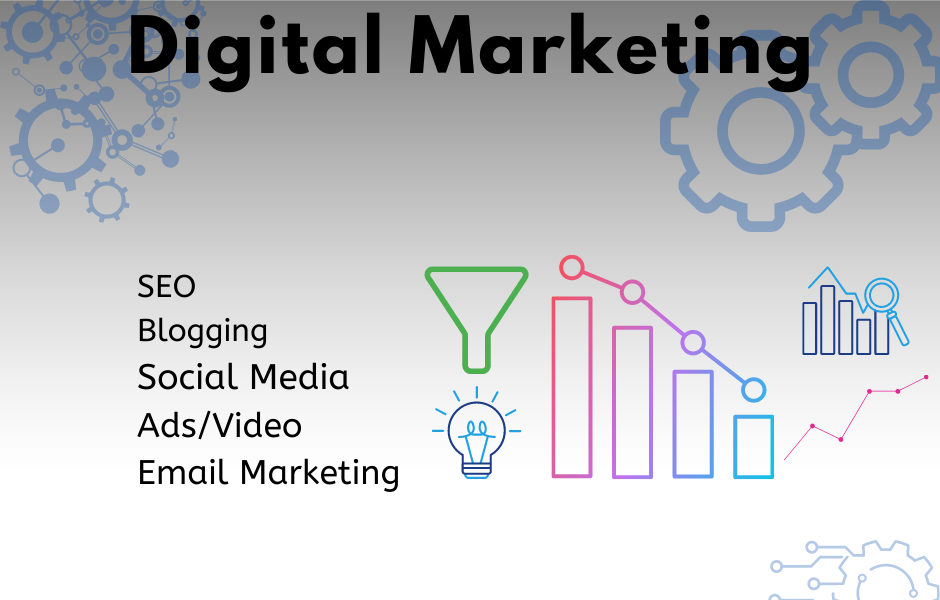 Digital Marketing
SEO
Blogging
Social Media
Ads/Video
Email Marketing